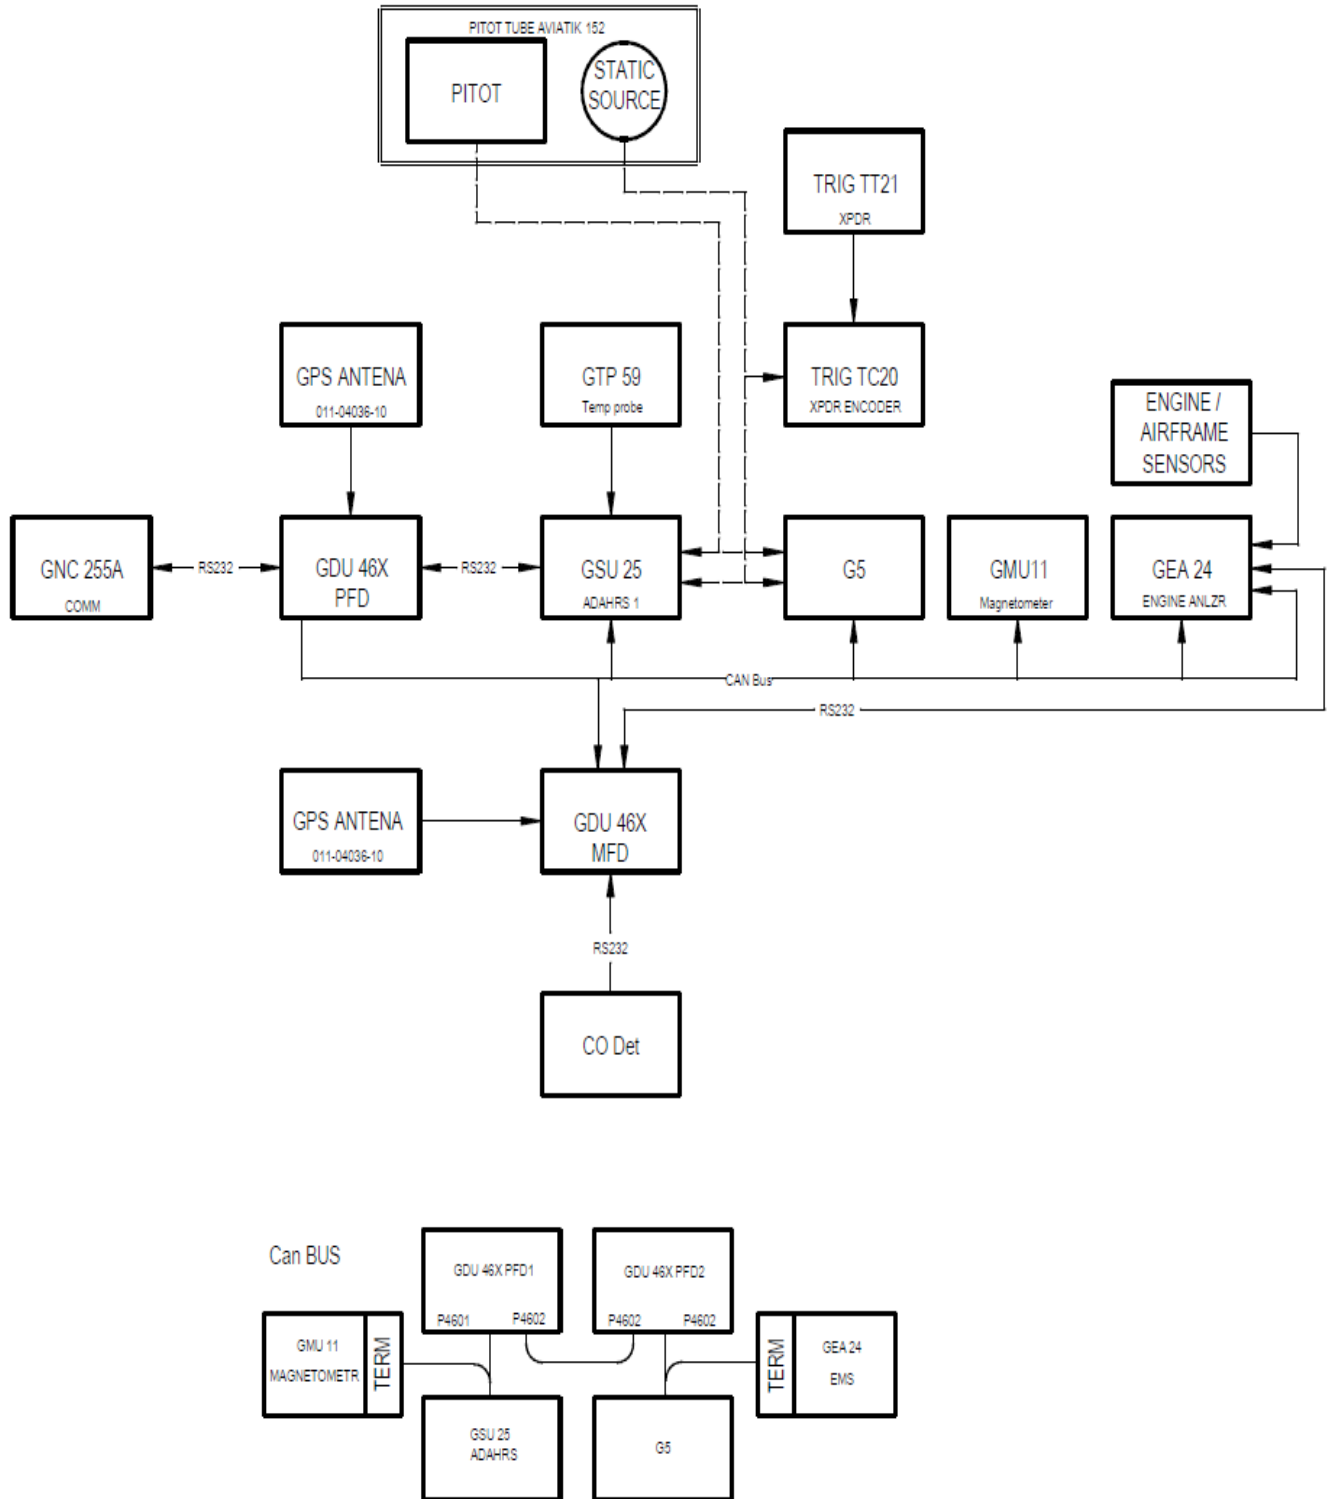 PITOT TUBE AVIATIK 152
PITOT
STATIC
SOURCE
TRIG TT21
XPDR
GPS ANTENA
011-04036-10
GTP 59
Temp probe
TRIG TC20
XPDR ENCODER
ENGINE /
AIRFRAME
SENSORS
GNC 255A
COMM
RS232
GDU 46X
PFD
RS232
GSU 25
ADAHRS 1
G5
GMU11
Magnetometer
GEA 24
ENGINE ANLZR
CAN Bus
RS232
GPS ANTENA
011-04036-10
GDU 46X
MFD
RS232
CO Det
Can BUS
GDU 46X PFD1
P4601
P4602
GDU 46X PFD2
P4602
P4602
GMU 11
MAGNETOMETR
TERM
TERM
GEA 24
EMS
GSU 25
ADAHRS
G5